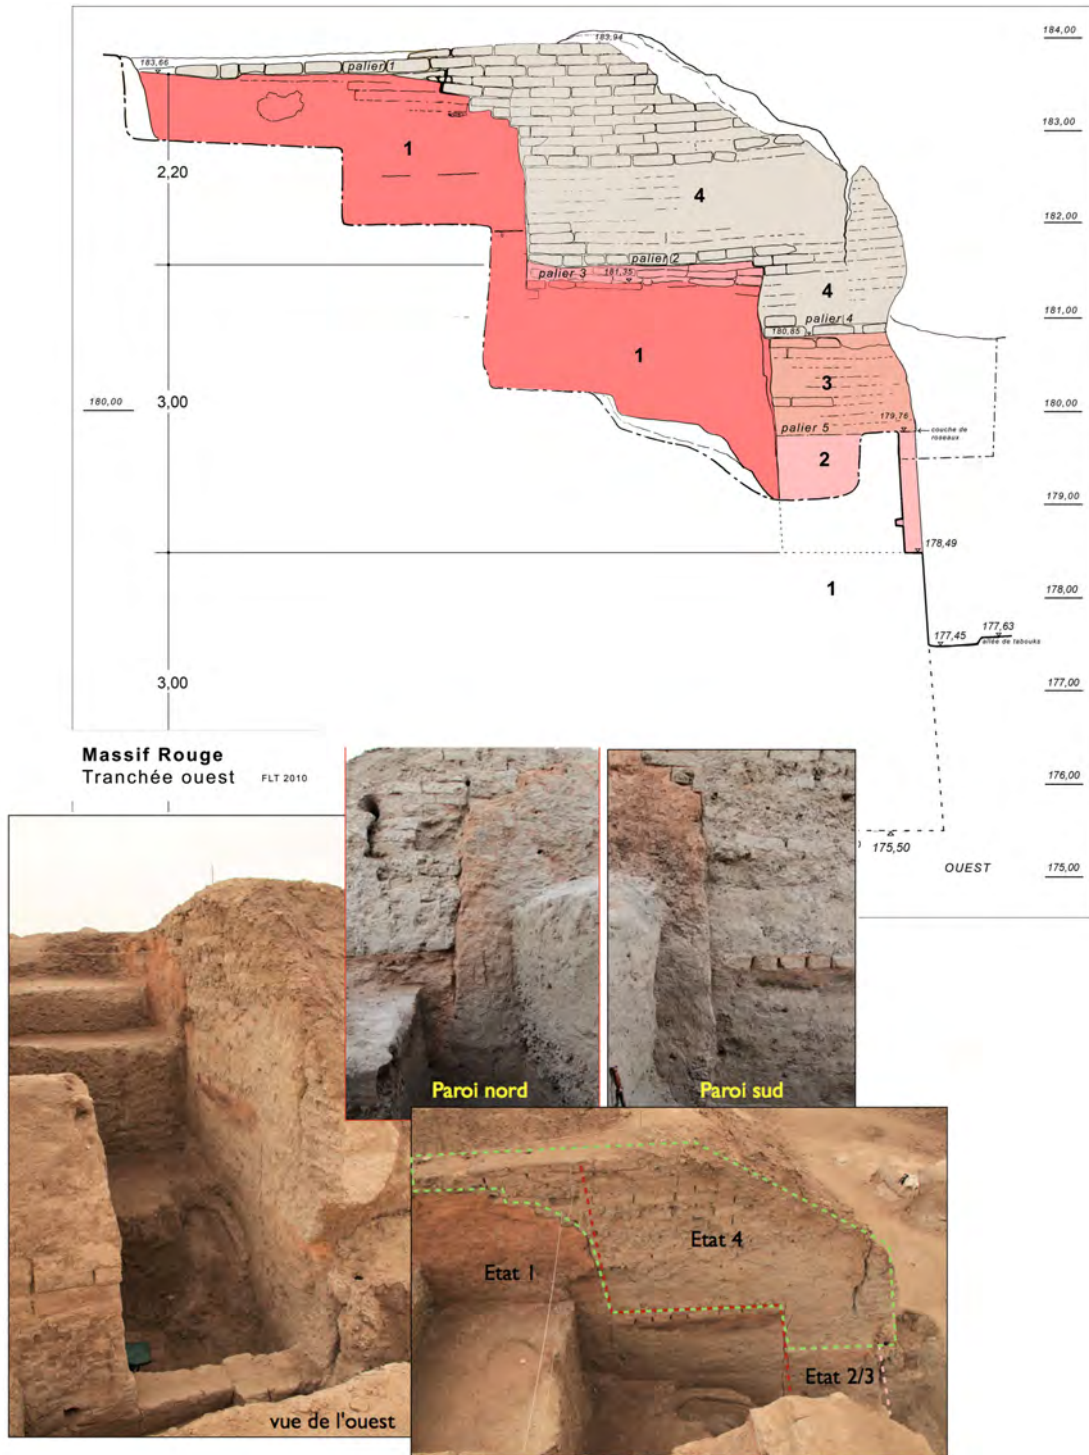 183,94
184,00
183,66
palier 1
183,00
1
2,20
4
182,00
palier 2
palier 3
181,35
4
palier 4
181,00
180,85
1
3
180,00
3,00
180,00
179,76
palier 5
couche de
roseaux
2
179,00
178,49
1
178,00
177,45
177,63
allée de tabouks
3,00
177,00
Massif Rouge
Tranchée ouest
FLT 2010
176,00
175,50
OUEST
175,00
Paroi nord
Paroi sud
Etat 4
Etat 1
Etat 2/3
vue de l'ouest